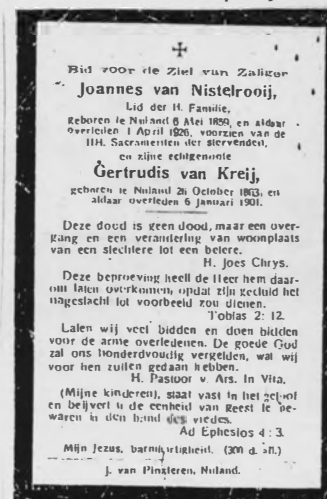 Bid voor de Ziel van Zaliger
Joannes van Nistelrooij,
Lid der H. Familie,
geboren te Nuland 6 Mei 1859, en aldaar
overleden 1 April 1926, voorzien van de
HH. Sacramenten der stervenden,
en zijne echtgenoote
Gertrudis van Kreij,
geboren te Nuland October 1863, en
aldaar overleden 6 Januari 1901.
Deze dood is geen dood, maar een over-
gang en een verandering van woonplaats
van een slechtere tot een betere.
H. Joes Chrys.
Deze beproeving heeft de Heer hem daar-
om laten overkomen, opdat zijn geduld het
nageslacht tot voorbeeld zou dienen.
Tobias 2: 12.
Laten wij veel bidden en doen bidden
voor de arme overledenen. De goede God
zal ons honderdvoudig vergelden, wat wij
voor hen zullen gedaan hebben.
H. Pastoor v. Ars. In Vita.
(Mijne kinderen), staat vast in het geloof
en beijvert u de eenheid van geest te be-
waren in den band des vredes.
Ad Ephesios 4: 3.
Mijn Jezus, barmhartigheid. (300 d. afl.)
J. van Pinxteren, Nuland.